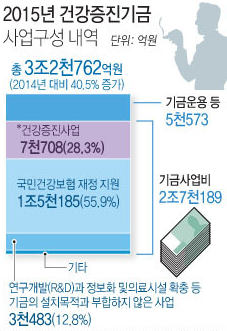 2015년 건강증진기금
사업구성 내역 단위: 억원
총 3조2천762억원
(2014년 대비 40.5% 증가)
기금운용 등
5천573
*건강증진사업
7천708(28.3%)
기금사업비
2조7천189
국민건강보험 재정 지원
1조5천185(55.9%)
기타
연구개발(R&D)과 정보화 및 의료시설 확충 등
기금의 설치목적과 부합하지 않은 사업
3천483(12.8%)